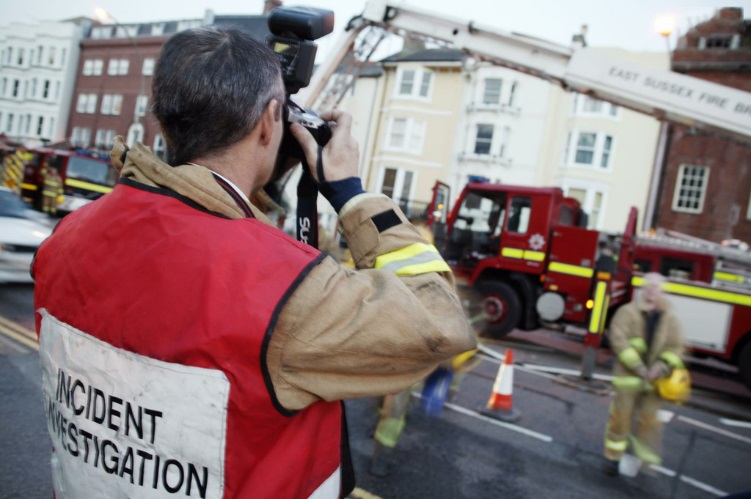 EAST SUSSEX FIRE
INCIDENT
INVESTIGATION